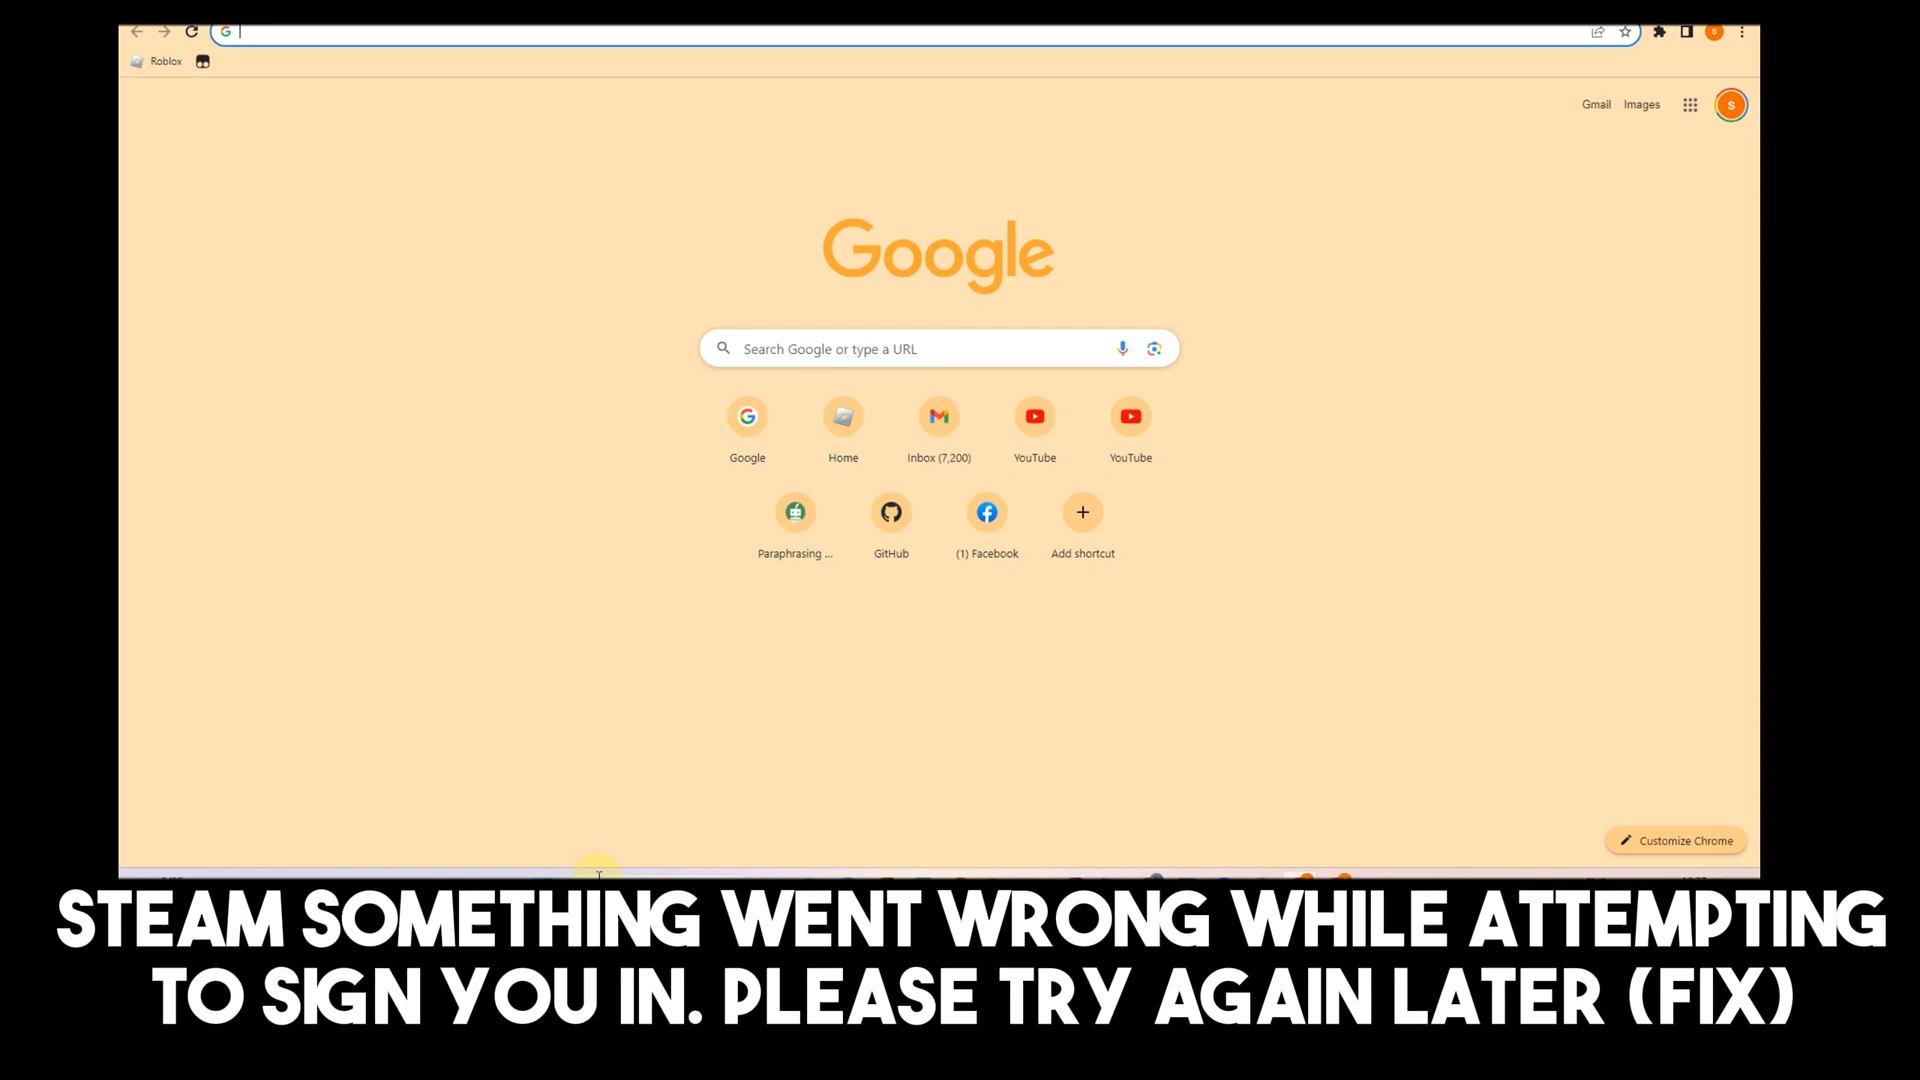 Roblox
Gmail Images
S
Google
Search Google or type a URL
Google Home Inbox (7,200) YouTube YouTube
Paraphrasing ... GitHub (1) Facebook Add shortcut
Customize Chrome
STEAM SOMETHING WENT WRONG WHILE ATTEMPTING
TO SIGN YOU IN. PLEASE TRY AGAIN LATER (FIX)